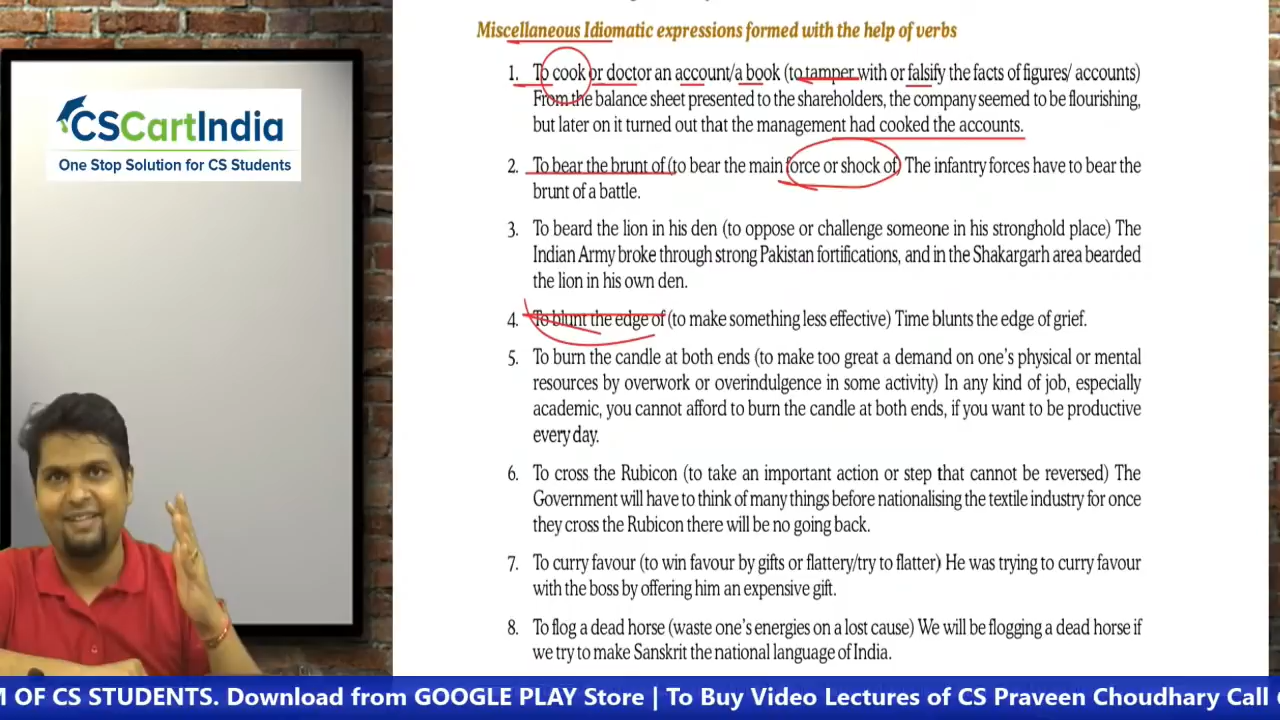 Miscellaneous Idiomatic expressions formed with the help of verbs
1. To cook or doctor an account/a book (to tamper with or falsify the facts of figures/ accounts)
From the balance sheet presented to the shareholders, the company seemed to be flourishing,
but later on it turned out that the management had cooked the accounts.
2. To bear the brunt of (to bear the main force or shock of) The infantry forces have to bear the
brunt of a battle.
3. To beard the lion in his den (to oppose or challenge someone in his stronghold place) The
Indian Army broke through strong Pakistan fortifications, and in the Shakargarh area bearded
the lion in his own den.
4. To blunt the edge of (to make something less effective) Time blunts the edge of grief.
5. To burn the candle at both ends (to make too great a demand on one's physical or mental
resources by overwork or overindulgence in some activity) In any kind of job, especially
academic, you cannot afford to burn the candle at both ends, if you want to be productive
every day.
6. To cross the Rubicon (to take an important action or step that cannot be reversed) The
Government will have to think of many things before nationalising the textile industry for once
they cross the Rubicon there will be no going back.
7. To curry favour (to win favour by gifts or flattery/try to flatter) He was trying to curry favour
with the boss by offering him an expensive gift.
8. To flog a dead horse (waste one's energies on a lost cause) We will be flogging a dead horse if
we try to make Sanskrit the national language of India.
CSCartIndia
One Stop Solution for CS Students
M OF CS STUDENTS. Download from GOOGLE PLAY Store | To Buy Video Lectures of CS Praveen Choudhary Call